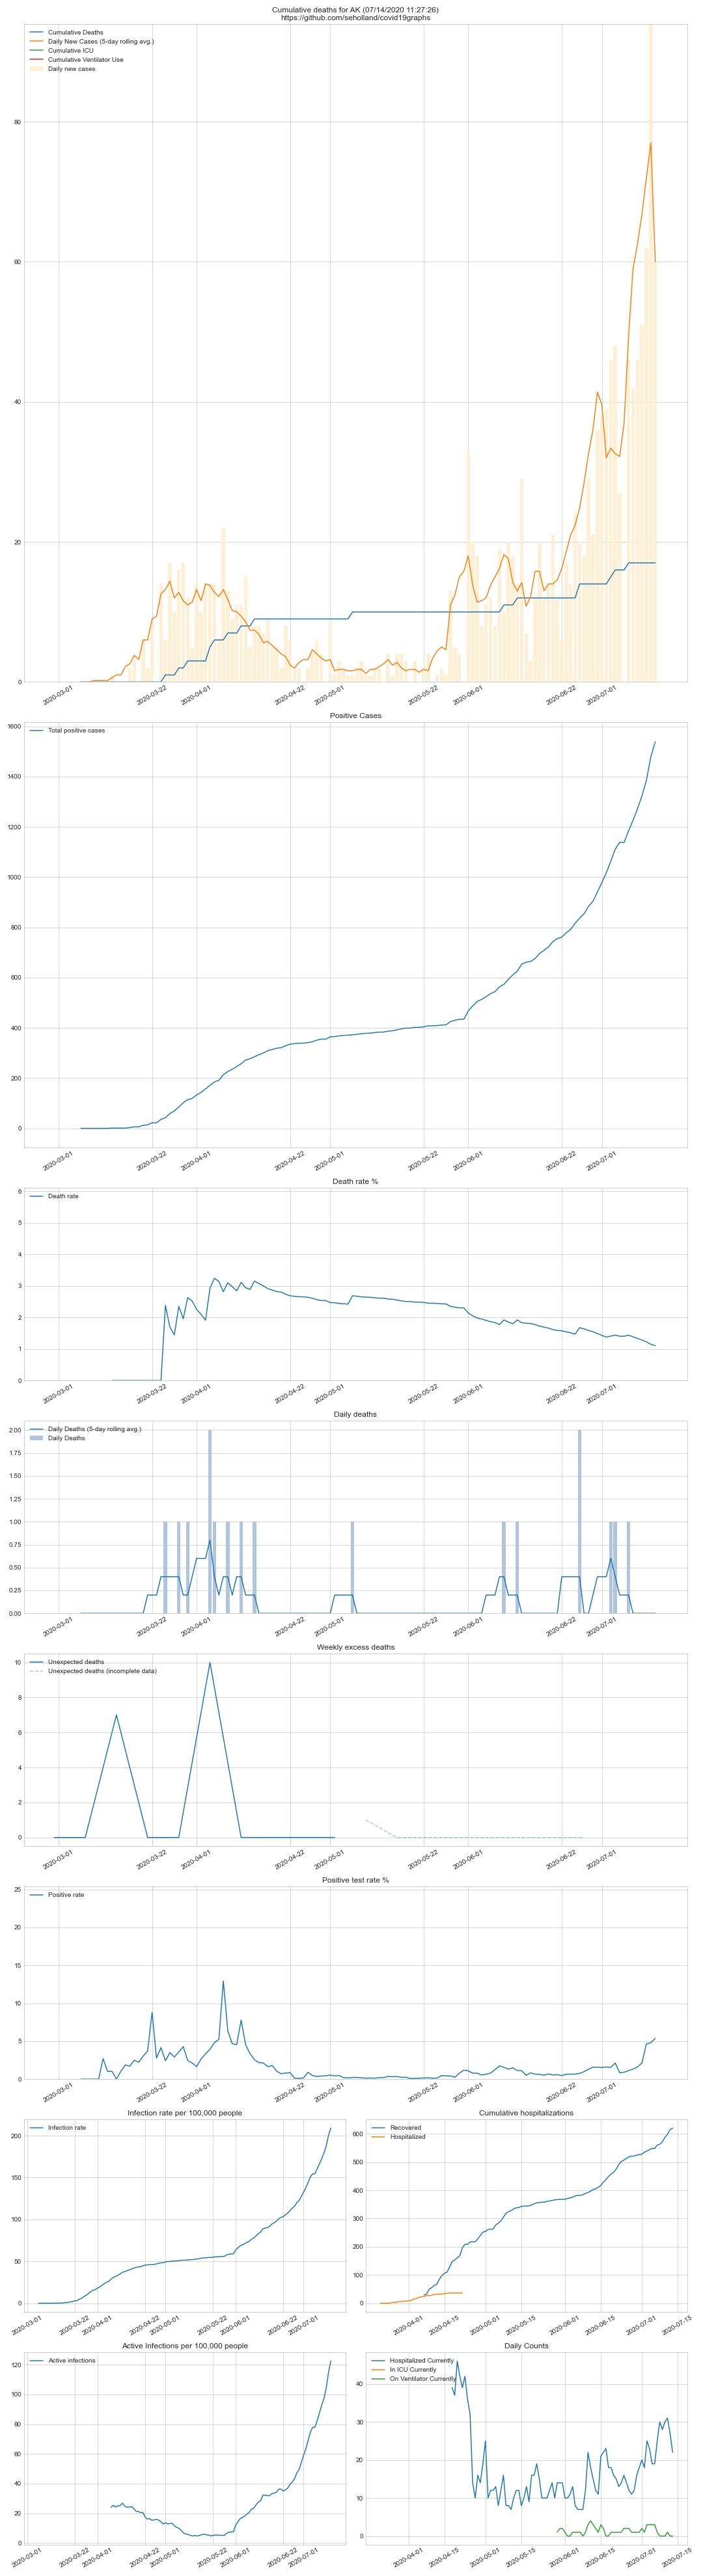 Cumulative deaths for AK (07/14/2020 11:27:26)
https://github.com/seholland/covid19graphs
Cumulative Deaths
Daily New Cases (5-day rolling avg.)
Cumulative ICU
Cumulative Ventilator Use
Daily new cases
80
60
40
20
0
2020-03-01 2020-03-22 2020-04-01 2020-04-22 2020-05-01 2020-05-22 2020-06-01 2020-06-22 2020-07-01
Positive Cases
Total positive cases
1600
1400
1200
1000
800
600
400
200
0
2020-03-01 2020-03-22 2020-04-01 2020-04-22 2020-05-01 2020-05-22 2020-06-01 2020-06-22 2020-07-01
Death rate %
Death rate
6
5
4
3
2
1
0
2020-03-01 2020-03-22 2020-04-01 2020-04-22 2020-05-01 2020-05-22 2020-06-01 2020-06-22 2020-07-01
Daily deaths
Daily Deaths (5-day rolling avg.)
Daily Deaths
2.00
1.75
1.50
1.25
1.00
0.75
0.50
0.25
0.00
2020-03-01 2020-03-22 2020-04-01 2020-04-22 2020-05-01 2020-05-22 2020-06-01 2020-06-22 2020-07-01
Weekly excess deaths
Unexpected deaths
Unexpected deaths (incomplete data)
10
8
6
4
2
0
2020-03-01 2020-03-22 2020-04-01 2020-04-22 2020-05-01 2020-05-22 2020-06-01 2020-06-22 2020-07-01
Positive test rate %
Positive rate
25
20
15
10
5
0
2020-03-01 2020-03-22 2020-04-01 2020-04-22 2020-05-01 2020-05-22 2020-06-01 2020-06-22 2020-07-01
Infection rate per 100,000 people
Infection rate
200
150
100
50
0
2020-03-01 2020-03-22 2020-04-01 2020-04-22 2020-05-01 2020-05-22 2020-06-01 2020-06-22 2020-07-01
Cumulative hospitalizations
Recovered
Hospitalized
600
500
400
300
200
100
0
2020-04-01 2020-04-15 2020-05-01 2020-05-15 2020-06-01 2020-06-15 2020-07-01 2020-07-15
Active Infections per 100,000 people
Active infections
120
100
80
60
40
20
0
2020-03-01 2020-03-22 2020-04-01 2020-04-22 2020-05-01 2020-05-22 2020-06-01 2020-06-22 2020-07-01
Daily Counts
Hospitalized Currently
In ICU Currently
On Ventilator Currently
40
30
20
10
0
2020-04-01 2020-04-15 2020-05-01 2020-05-15 2020-06-01 2020-06-15 2020-07-01 2020-07-15